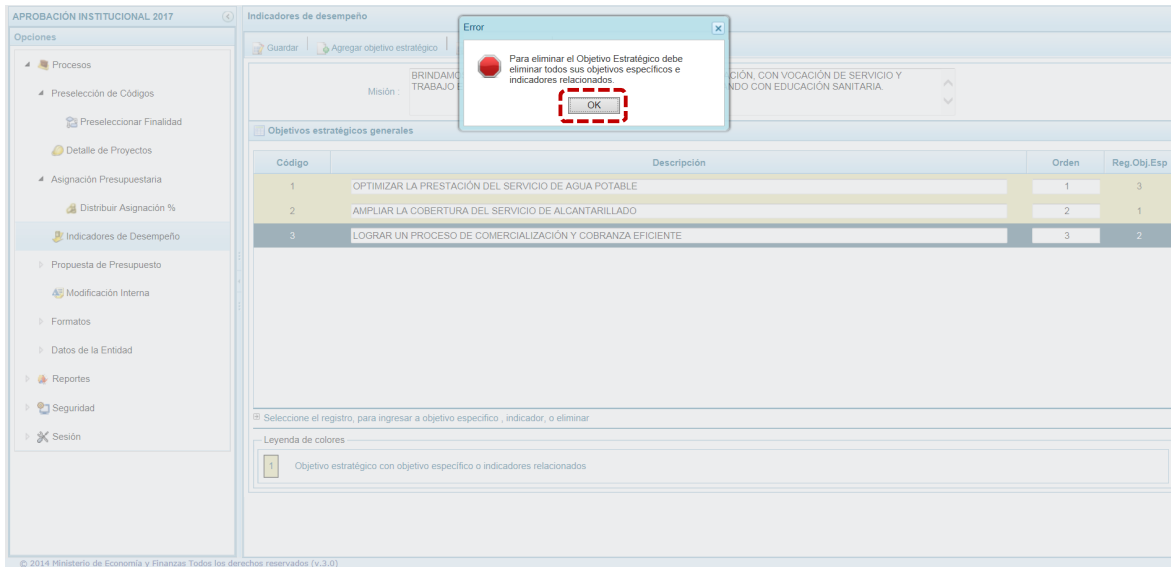 APROBACIÓN INSTITUCIONAL 2017
Opciones
Procesos
Preselección de Códigos
Preseleccionar Finalidad
Detalle de Proyectos
Asignación Presupuestaria
Distribuir Asignación %
Indicadores de Desempeño
Propuesta de Presupuesto
Modificación Interna
Formatos
Datos de la Entidad
Reportes
Seguridad
Sesión
Indicadores de desempeño
Guardar
Agregar objetivo estratégico
Misión :
BRINDAMO
CIÓN, CON VOCACIÓN DE SERVICIO Y
TRABAJO E
NDO CON EDUCACIÓN SANITARIA.
Error
Para eliminar el Objetivo Estratégico debe
eliminar todos sus objetivos específicos e
indicadores relacionados.
OK
Objetivos estratégicos generales
Código Descripción Orden Reg.Obj.Esp
1 OPTIMIZAR LA PRESTACIÓN DEL SERVICIO DE AGUA POTABLE 1 3
2 AMPLIAR LA COBERTURA DEL SERVICIO DE ALCANTARILLADO 2 1
3 LOGRAR UN PROCESO DE COMERCIALIZACIÓN Y COBRANZA EFICIENTE 3 2
Seleccione el registro, para ingresar a objetivo especifico , indicador, o eliminar
Leyenda de colores
1 Objetivo estratégico con objetivo específico o indicadores relacionados
© 2014 Ministerio de Economía y Finanzas Todos los derechos reservados (v.3.0)